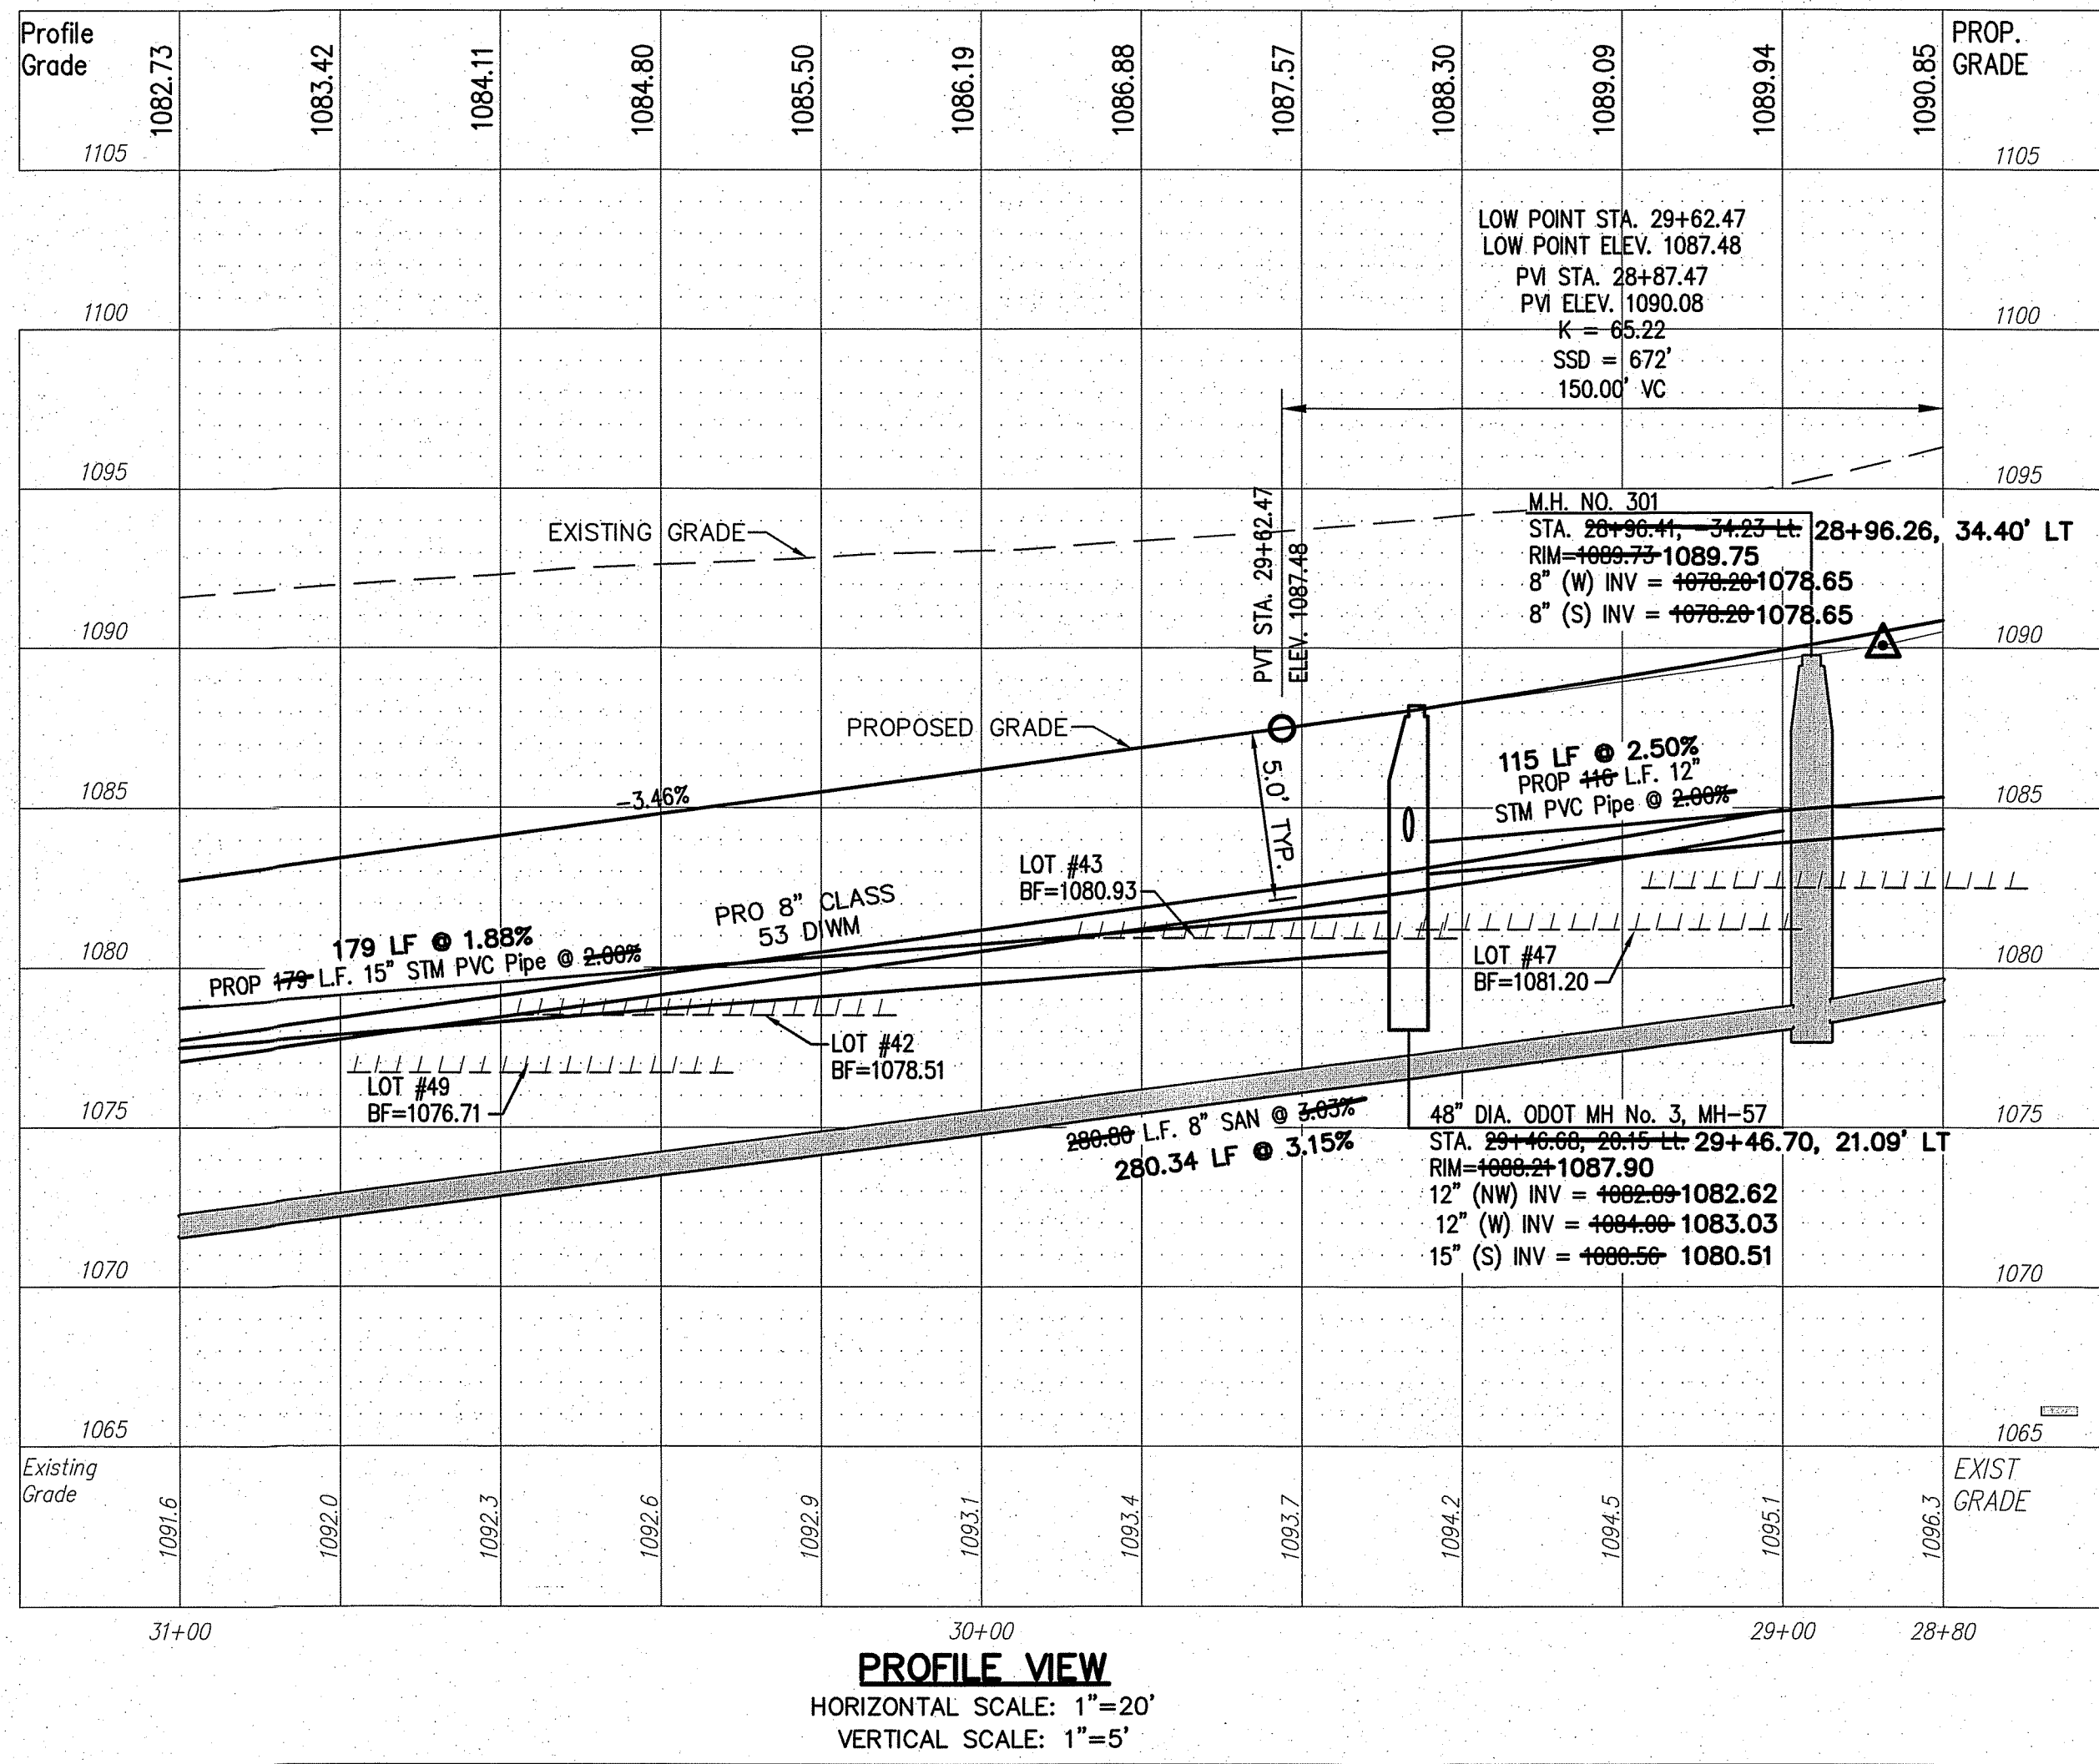 Profile
Grade
1082.73
1083.42
1084.11
1084.80
1085.50
1086.19
1086.88
1087.57
1088.30
1089.09
1089.94
1090.85
PROP.
GRADE
1105
1105
LOW POINT STA. 29+62.47
LOW POINT ELEV. 1087.48
PVI STA. 28+87.47
PVI ELEV. 1090.08
K = 65.22
SSD = 672'
150.00' VC
1100
1100
1095
1095
EXISTING GRADE
PVT STA. 29+62.47
ELEV. 1087.48
M.H. NO. 301
STA. 28+96.41, -34.23 Lt. 28+96.26, 34.40' LT
RIM=1089.73 1089.75
8" (W) INV = 1078.20 1078.65
8" (S) INV = 1078.20 1078.65
1090
1090
PROPOSED GRADE
5.0' TYP.
115 LF @ 2.50%
PROP 116 L.F. 12"
STM PVC Pipe @ 2.00%
1085
1085
-3.46%
LOT #43
BF=1080.93
PRO 8" CLASS
53 DIWM
179 LF @ 1.88%
PROP 179 L.F. 15" STM PVC Pipe @ 2.00%
1080
1080
LOT #47
BF=1081.20
LOT #42
BF=1078.51
LOT #49
BF=1076.71
1075
1075
280.80 L.F. 8" SAN @ 3.03%
280.34 LF @ 3.15%
48" DIA. ODOT MH No. 3, MH-57
STA. 29+46.68, 20.15 Lt. 29+46.70, 21.09' LT
RIM=1088.21 1087.90
12" (NW) INV = 1082.89 1082.62
12" (W) INV = 1084.00 1083.03
15" (S) INV = 1080.56 1080.51
1070
1070
1065
1065
Existing
Grade
1091.6
1092.0
1092.3
1092.6
1092.9
1093.1
1093.4
1093.7
1094.2
1094.5
1095.1
1096.3
EXIST
GRADE
31+00
30+00
29+00
28+80
PROFILE VIEW
HORIZONTAL SCALE: 1"=20'
VERTICAL SCALE: 1"=5'